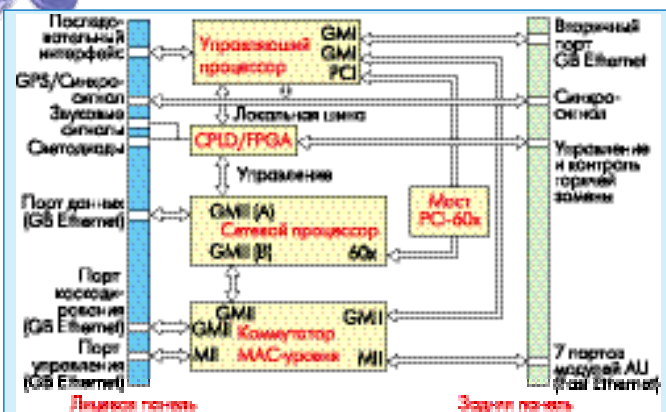 Последо-
вательный
интерфейс
GPS/Синхро-
сигнал
Звуковые
сигналы
Светодиоды
Порт данных
(GB Ethernet)
Порт
каскади-
рования
(GB Ethernet)
Порт
управления
(GB Ethernet)
Лицевая панель
Управляющий
процессор
GMI
GMI
PCI
Локальная шина
CPLD/FPGA
Управление
GMII (A)
Сетевой процессор
GMII (B)
60x
Мост
PCI-60x
GMII
GMII
GMII
Коммутатор
MAC-уровня
MII
MII
Вторичный
порт
GB Ethernet
Синхро-
сигнал
Управление
и контроль
горячей
замены
7 портов
модулей AU
(Fast Ethernet)
Задняя панель